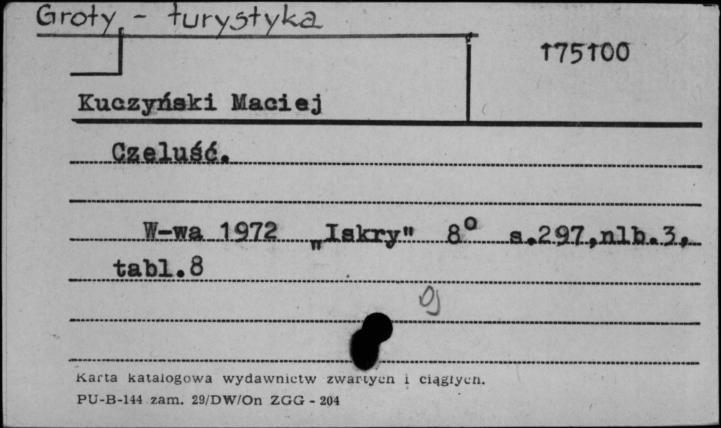 Groty - turystyka
175100
Kuczyński Maciej
Czeluść.
W-wa 1972 „Iskry" 8° s.297,nlb.3,
tabl.8
Karta katalogowa wydawnictw zwartych i ciągłych.
PU-B-144 zam. 29/DW/On ZGG - 204